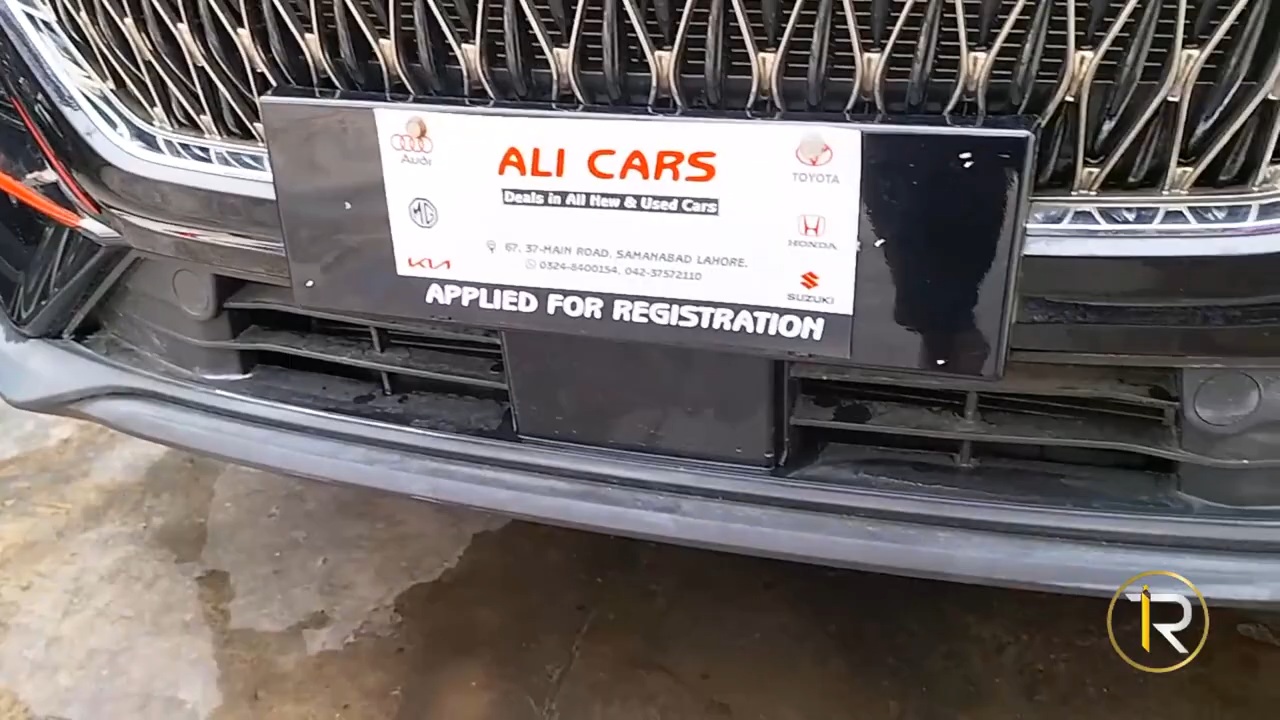 ALI CARS
Deals in All New & Used Cars
67, 37-MAIN ROAD, SAMANABAD LAHORE.
0324-8400154, 042-37572110
APPLIED FOR REGISTRATION
Audi
MG
KIA
TOYOTA
HONDA
SUZUKI
R